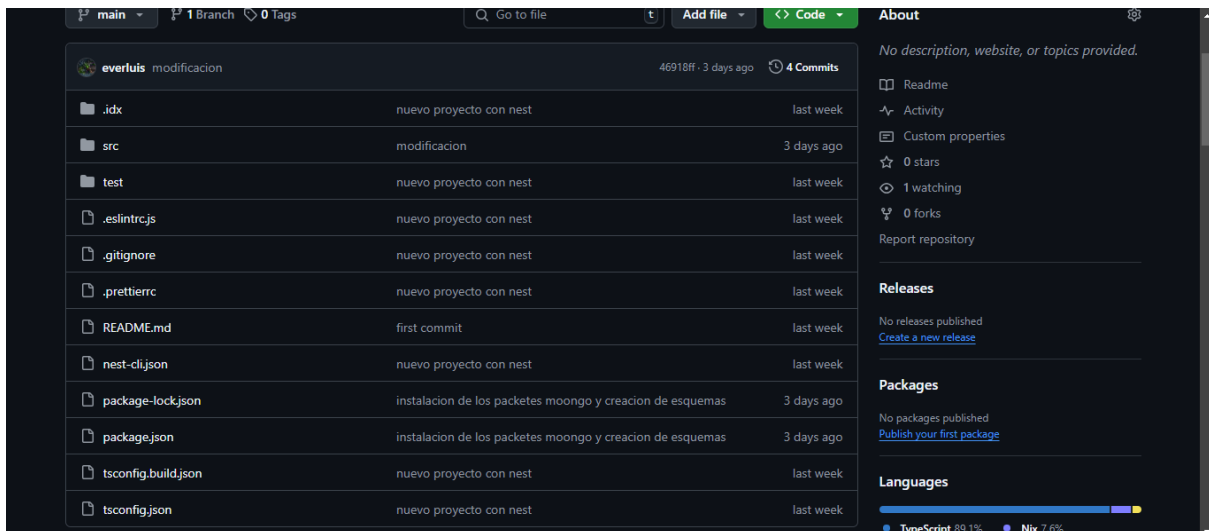 main 1 Branch 0 Tags Go to file t Add file <> Code
everluis modificacion 46918ff · 3 days ago 4 Commits
.idx nuevo proyecto con nest last week
src modificacion 3 days ago
test nuevo proyecto con nest last week
.eslintrc.js nuevo proyecto con nest last week
.gitignore nuevo proyecto con nest last week
.prettierrc nuevo proyecto con nest last week
README.md first commit last week
nest-cli.json nuevo proyecto con nest last week
package-lock.json instalacion de los packetes moongo y creacion de esquemas 3 days ago
package.json instalacion de los packetes moongo y creacion de esquemas 3 days ago
tsconfig.build.json nuevo proyecto con nest last week
tsconfig.json nuevo proyecto con nest last week
About
No description, website, or topics provided.
Readme
Activity
Custom properties
0 stars
1 watching
0 forks
Report repository
Releases
No releases published
Create a new release
Packages
No packages published
Publish your first package
Languages
TypeScript 89.1% Nix 7.6%